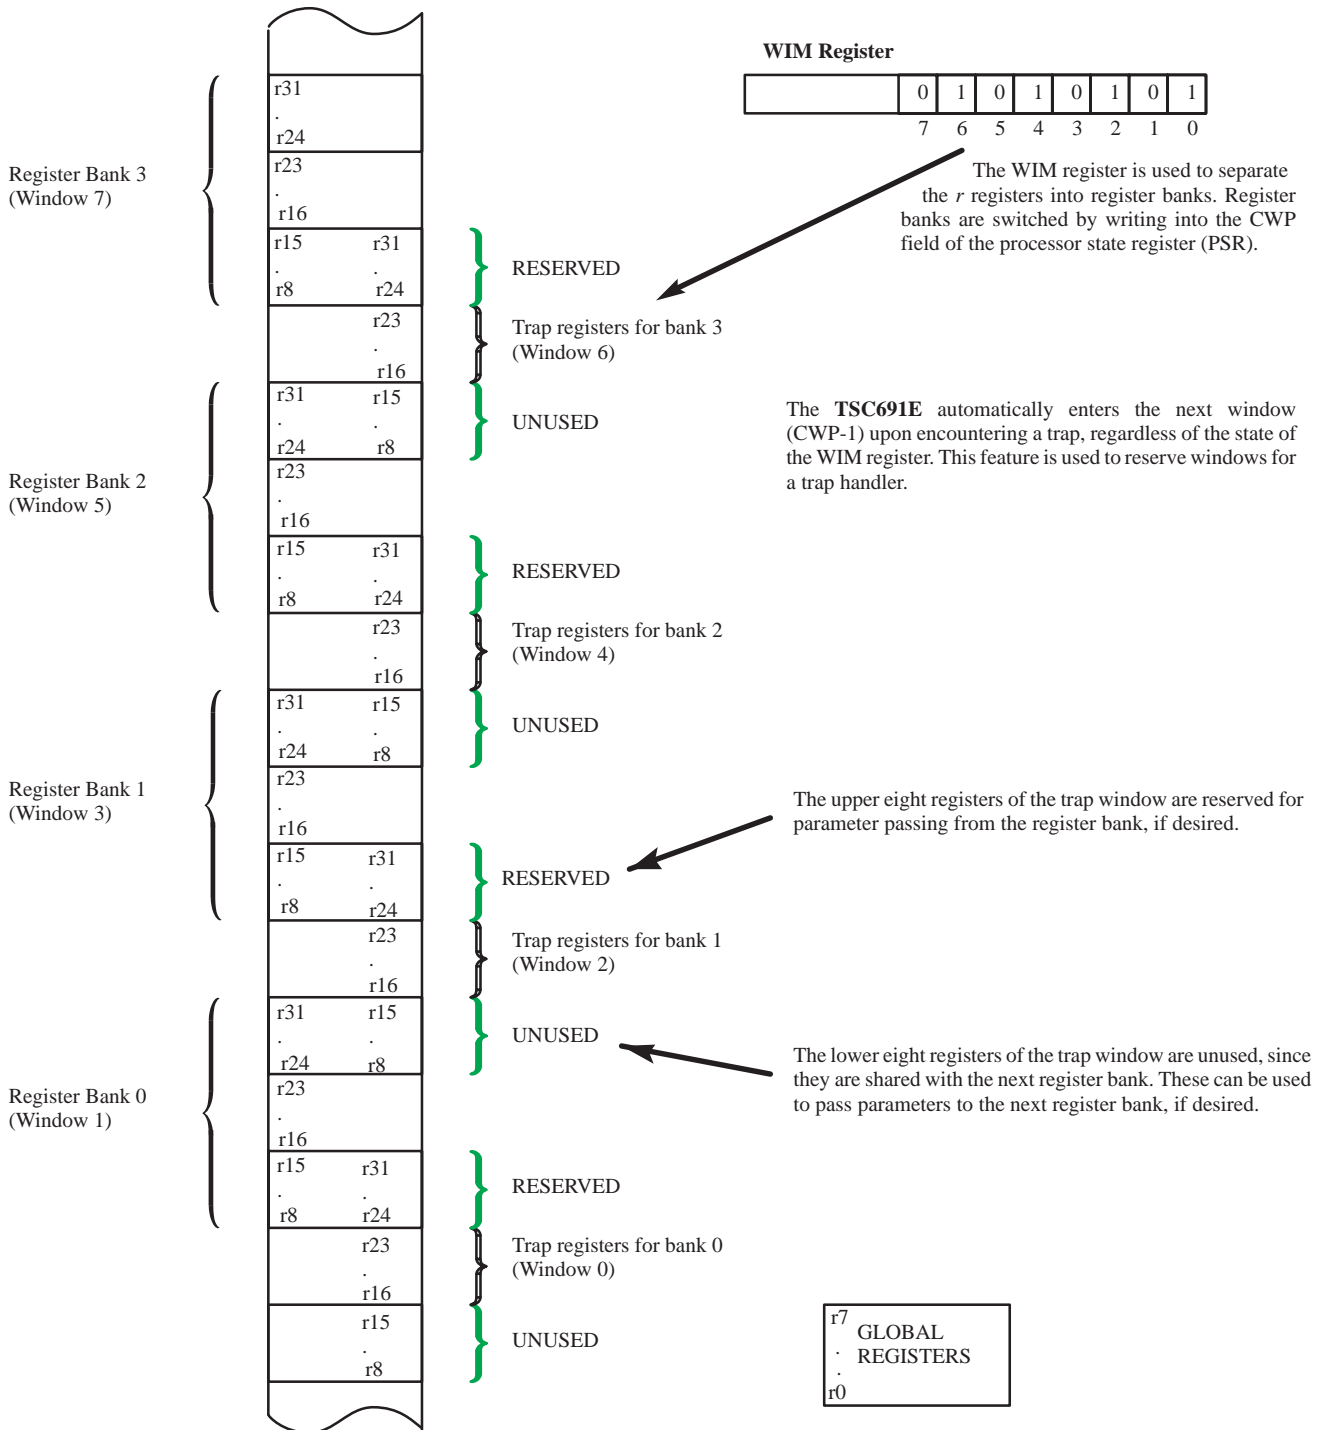 WIM Register
0 1 0 1 0 1 0 1
7 6 5 4 3 2 1 0
The WIM register is used to separate
the r registers into register banks. Register
banks are switched by writing into the CWP
field of the processor state register (PSR).
r31
.
r24
Register Bank 3
(Window 7)
r23
.
r16
r15 r31
. .
r8 r24
RESERVED
r23
.
r16
Trap registers for bank 3
(Window 6)
r31 r15
. .
r24 r8
UNUSED
The TSC691E automatically enters the next window
(CWP-1) upon encountering a trap, regardless of the state of
the WIM register. This feature is used to reserve windows for
a trap handler.
Register Bank 2
(Window 5)
r23
.
r16
r15 r31
. .
r8 r24
RESERVED
r23
.
r16
Trap registers for bank 2
(Window 4)
r31 r15
. .
r24 r8
UNUSED
Register Bank 1
(Window 3)
r23
.
r16
The upper eight registers of the trap window are reserved for
parameter passing from the register bank, if desired.
r15 r31
. .
r8 r24
RESERVED
r23
.
r16
Trap registers for bank 1
(Window 2)
r31 r15
. .
r24 r8
UNUSED
The lower eight registers of the trap window are unused, since
they are shared with the next register bank. These can be used
to pass parameters to the next register bank, if desired.
Register Bank 0
(Window 1)
r23
.
r16
r15 r31
. .
r8 r24
RESERVED
r23
.
r16
Trap registers for bank 0
(Window 0)
r15
.
r8
UNUSED
r7
GLOBAL
. REGISTERS
.
r0